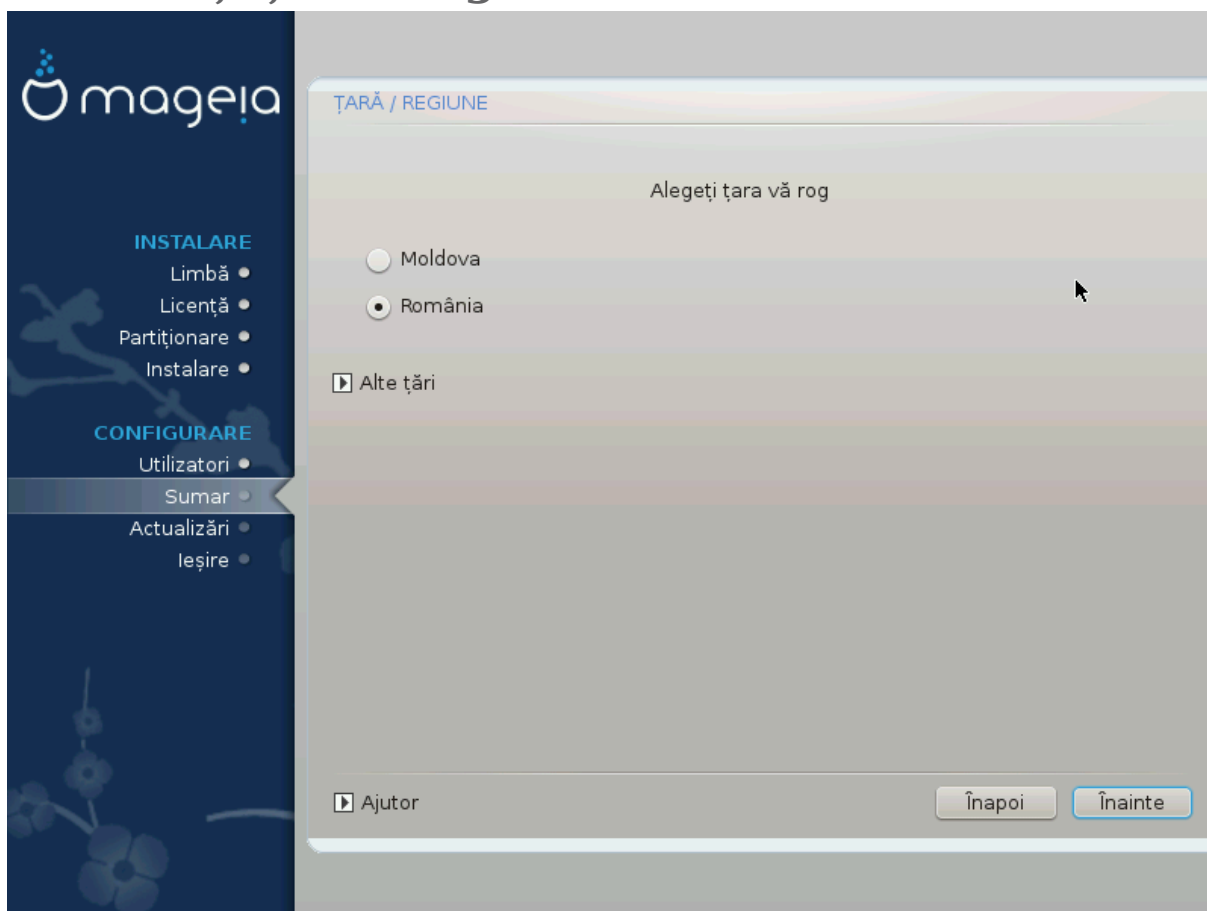 mageia
ȚARĂ / REGIUNE
Alegeți țara vă rog
Moldova
România
Alte țări
INSTALARE
Limbă
Licență
Partiționare
Instalare
CONFIGURARE
Utilizatori
Sumar
Actualizări
Ieșire
Ajutor
Înapoi
Înainte